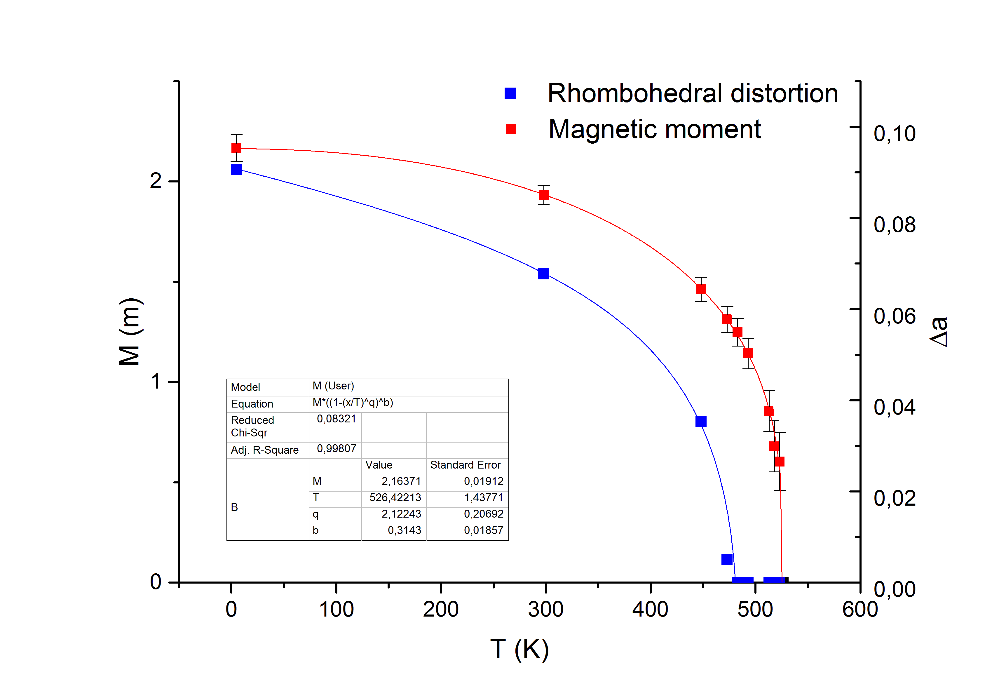 Rhombohedral distortion
Magnetic moment
0,10
2
0,08
0,06
M (m)
Δa
1
0,04
0,02
0
0,00
Model M (User)
Equation M*((1-(x/T)^q)^b)
Reduced Chi-Sqr 0,08321
Adj. R-Square 0,99807
Value Standard Error
B
M 2,16371 0,01912
T 526,42213 1,43771
q 2,12243 0,20692
b 0,3143 0,01857
0 100 200 300 400 500 600
T (K)